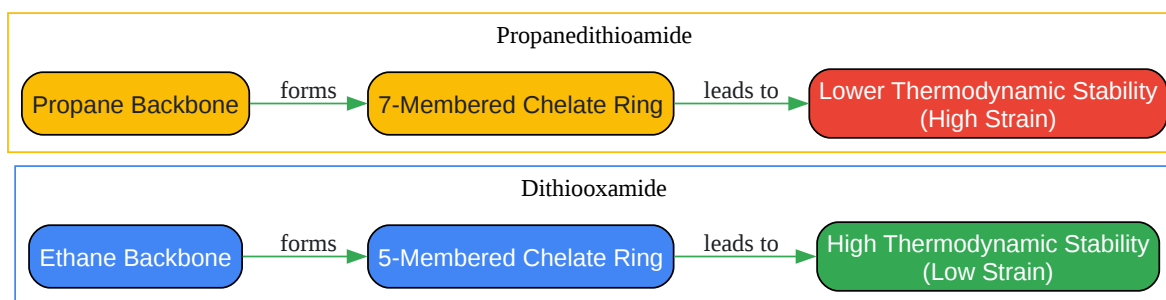 Propanedithioamide
Propane Backbone
forms
7-Membered Chelate Ring
leads to
Lower Thermodynamic Stability
(High Strain)
Dithiooxamide
Ethane Backbone
forms
5-Membered Chelate Ring
leads to
High Thermodynamic Stability
(Low Strain)